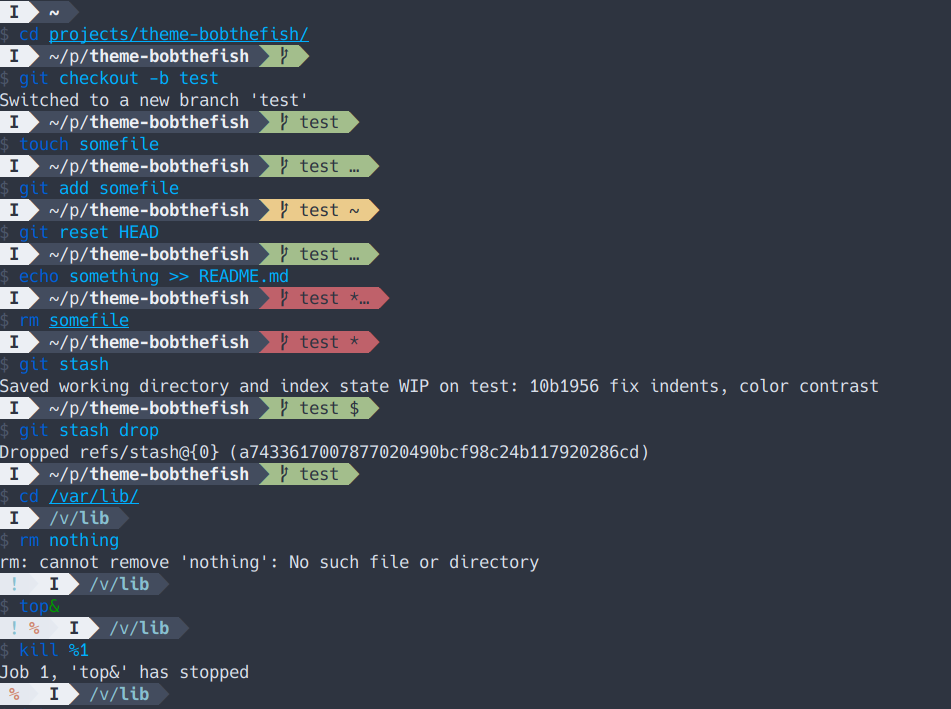 I ~
$ cd projects/theme-bobthefish/
I ~/p/theme-bobthefish
$ git checkout -b test
Switched to a new branch 'test'
I ~/p/theme-bobthefish test
$ touch somefile
I ~/p/theme-bobthefish test …
$ git add somefile
I ~/p/theme-bobthefish test ~
$ git reset HEAD
I ~/p/theme-bobthefish test …
$ echo something >> README.md
I ~/p/theme-bobthefish test *…
$ rm somefile
I ~/p/theme-bobthefish test *
$ git stash
Saved working directory and index state WIP on test: 10b1956 fix indents, color contrast
I ~/p/theme-bobthefish test $
$ git stash drop
Dropped refs/stash@{0} (a7433617007877020490bcf98c24b117920286cd)
I ~/p/theme-bobthefish test
$ cd /var/lib/
I /v/lib
$ rm nothing
rm: cannot remove 'nothing': No such file or directory
! I /v/lib
$ top&
! % I /v/lib
$ kill %1
Job 1, 'top&' has stopped
% I /v/lib